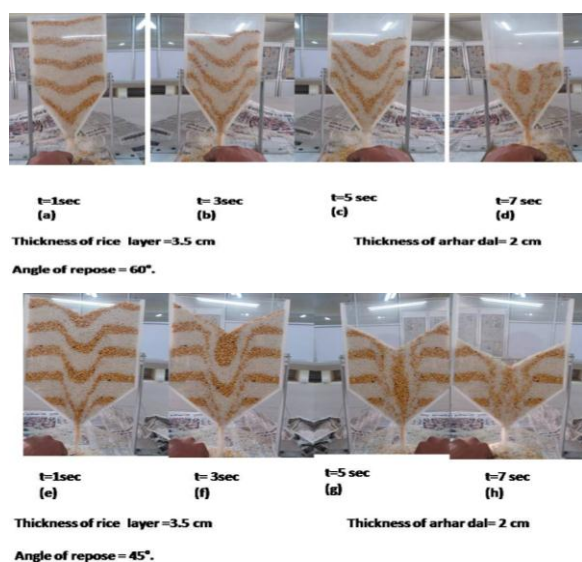 t=1sec t= 3sec t=5 sec t=7 sec
(a) (b) (c) (d)
Thickness of rice layer =3.5 cm Thickness of arhar dal= 2 cm
Angle of repose = 60°.
t=1sec t= 3sec t=5 sec t=7 sec
(e) (f) (g) (h)
Thickness of rice layer =3.5 cm Thickness of arhar dal= 2 cm
Angle of repose = 45°.